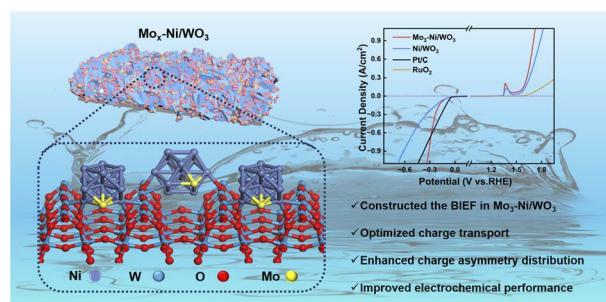 Moₓ-Ni/WO₃
Ni
W
O
Mo
Current Density (A/cm²)
0.9
0.6
0.3
0.0
-0.3
-0.6
-0.9
Mo₃-Ni/WO₃
Ni/WO₃
Pt/C
RuO₂
-0.6
-0.3
0.0
1.2
1.5
1.8
Potential (V vs.RHE)
✓Constructed the BIEF in Mo₃-Ni/WO₃
✓Optimized charge transport
✓Enhanced charge asymmetry distribution
✓Improved electrochemical performance